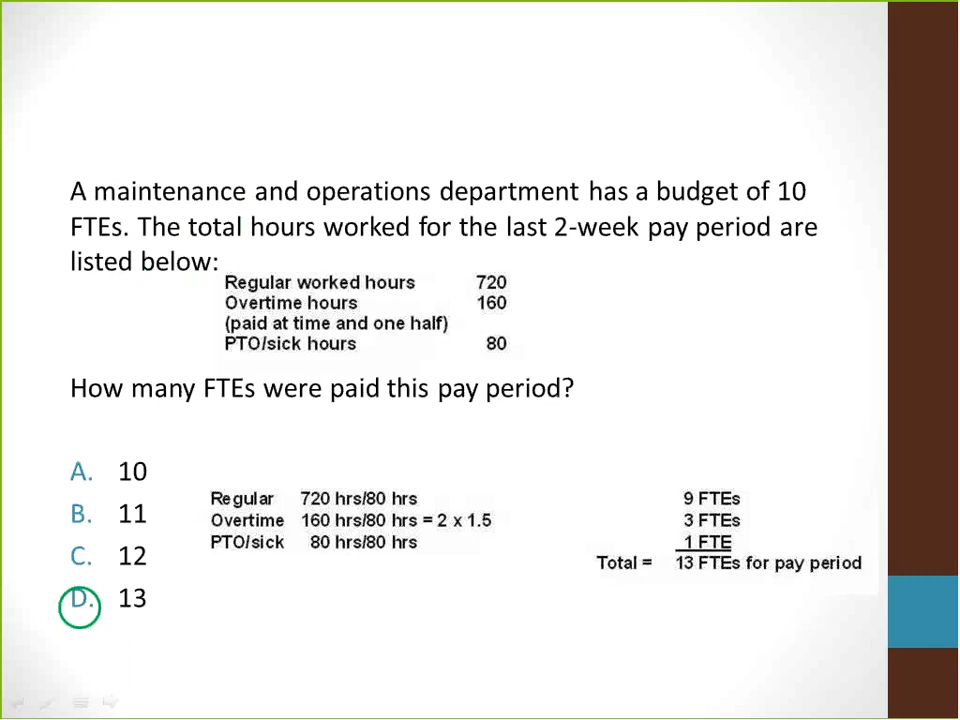 A maintenance and operations department has a budget of 10
FTEs. The total hours worked for the last 2-week pay period are
listed below:
Regular worked hours 720
Overtime hours 160
(paid at time and one half)
PTO/sick hours 80
How many FTEs were paid this pay period?
A. 10
B. 11
C. 12
D. 13
Regular 720 hrs/80 hrs 9 FTEs
Overtime 160 hrs/80 hrs = 2 x 1.5 3 FTEs
PTO/sick 80 hrs/80 hrs 1 FTE
Total = 13 FTEs for pay period